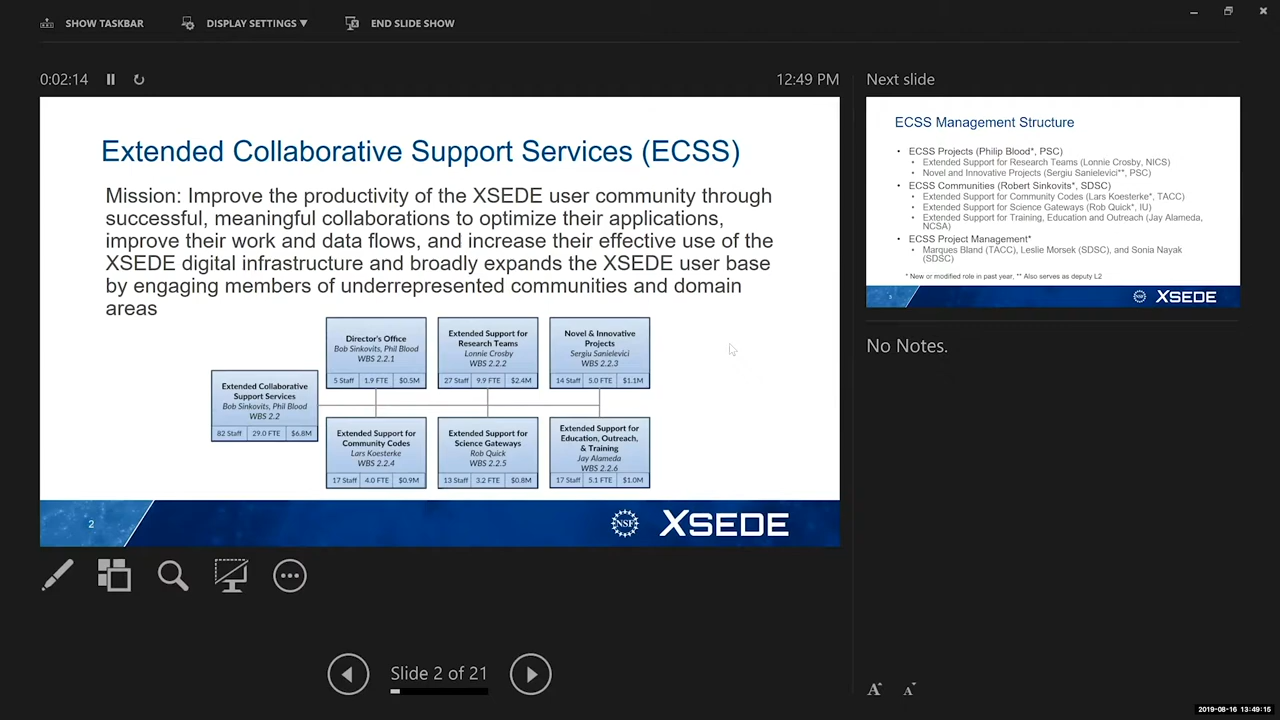 SHOW TASKBAR
DISPLAY SETTINGS ▼
END SLIDE SHOW
0:02:14
12:49 PM
Extended Collaborative Support Services (ECSS)
Mission: Improve the productivity of the XSEDE user community through
successful, meaningful collaborations to optimize their applications,
improve their work and data flows, and increase their effective use of the
XSEDE digital infrastructure and broadly expands the XSEDE user base
by engaging members of underrepresented communities and domain
areas
Extended Collaborative
Support Services
Bob Sinkovits, Phil Blood
WBS 2.2
82 Staff 29.0 FTE $6.8M
Director's Office
Bob Sinkovits, Phil Blood
WBS 2.2.1
5 Staff 1.9 FTE $0.5M
Extended Support for
Research Teams
Lonnie Crosby
WBS 2.2.2
27 Staff 9.9 FTE $2.4M
Novel & Innovative
Projects
Sergiu Sanielevici
WBS 2.2.3
14 Staff 5.0 FTE $1.1M
Extended Support for
Community Codes
Lars Koesterke
WBS 2.2.4
17 Staff 4.0 FTE $0.9M
Extended Support for
Science Gateways
Rob Quick
WBS 2.2.5
13 Staff 3.2 FTE $0.8M
Extended Support for
Education, Outreach,
& Training
Jay Alameda
WBS 2.2.6
17 Staff 5.1 FTE $1.0M
2
NSF
XSEDE
Slide 2 of 21
Next slide
ECSS Management Structure
• ECSS Projects (Philip Blood*, PSC)
• Extended Support for Research Teams (Lonnie Crosby, NICS)
• Novel and Innovative Projects (Sergiu Sanielevici**, PSC)
• ECSS Communities (Robert Sinkovits*, SDSC)
• Extended Support for Community Codes (Lars Koesterke*, TACC)
• Extended Support for Science Gateways (Rob Quick*, IU)
• Extended Support for Training, Education and Outreach (Jay Alameda,
NCSA)
• ECSS Project Management*
• Marques Bland (TACC), Leslie Morsek (SDSC), and Sonia Nayak
(SDSC)
* New or modified role in past year, ** Also serves as deputy L2
3
XSEDE
No Notes.
A A
2019-08-16 13:49:15